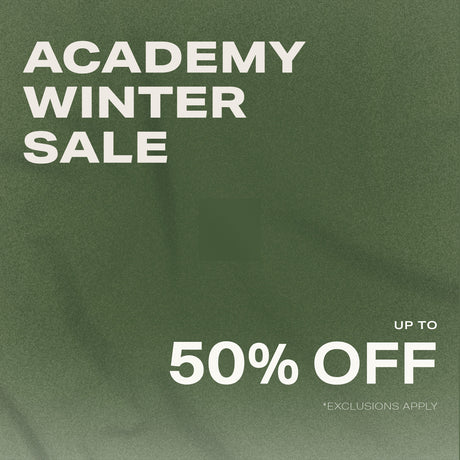 ACADEMY
WINTER
SALE
UP TO
50% OFF
*EXCLUSIONS APPLY